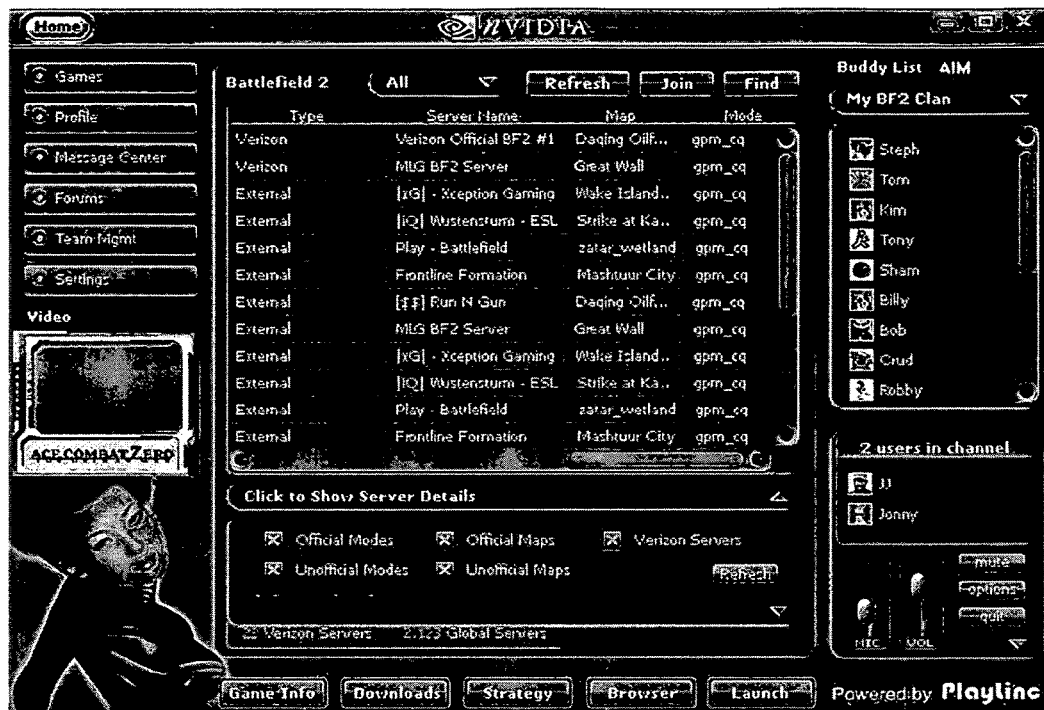 Home
nVIDIA
Games
Profile
Message Center
Forums
Team Mgmt
Settings
Video
ACE COMBAT ZERO
Battlefield 2 All Refresh Join Find
Type Server Name Map Mode
Verizon Verizon Official BF2 #1 Daqing Oilf... gpm_cq
Verizon MLG BF2 Server Great Wall gpm_cq
External |xG| - Xception Gaming Wake Island.. gpm_cq
External |iQ| Wustensturm - ESL Strike at Ka.. gpm_cq
External Play - Battlefield zatar_wetland gpm_cq
External Frontline Formation Mashtuur City gpm_cq
External [$$] Run N Gun Daqing Oilf... gpm_cq
External MLG BF2 Server Great Wall gpm_cq
External |xG| - Xception Gaming Wake Island.. gpm_cq
External |iQ| Wustensturm - ESL Strike at Ka.. gpm_cq
External Play - Battlefield zatar_wetland gpm_cq
External Frontline Formation Mashtuur City gpm_cq
Click to Show Server Details
Official Modes Official Maps Verizon Servers
Unofficial Modes Unofficial Maps Refresh
Verizon Servers 2,123 Global Servers
Game Info Downloads Strategy Browser Launch
Buddy List AIM
My BF2 Clan
Steph
Tom
Kim
Tony
Sham
Billy
Bob
Crud
Robby
2 users in channel
JJ
Jonny
mute
options
quit
MIC VOL
Powered by PlayLinc